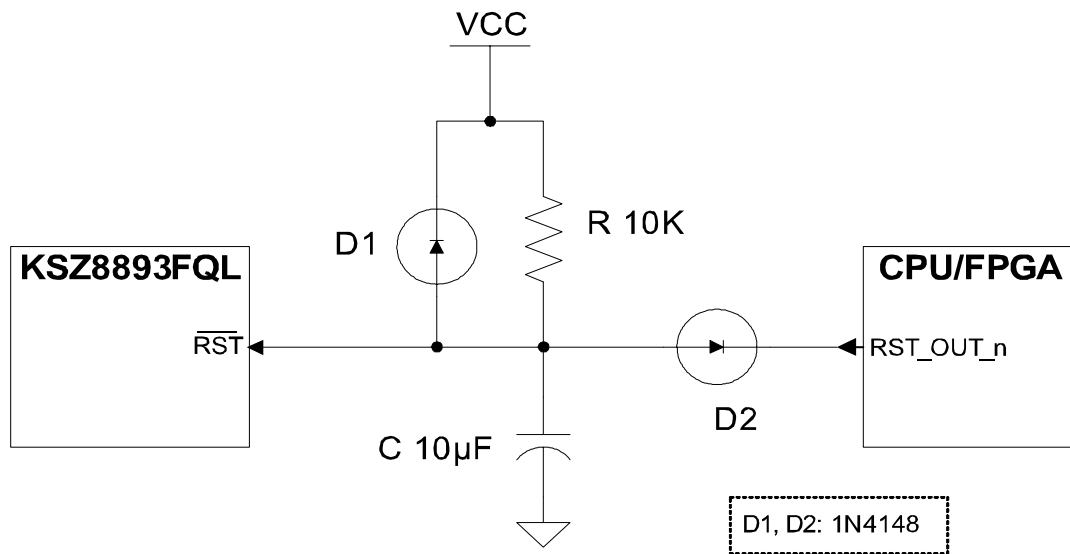 VCC
D1
R 10K
KSZ8893FQL
RST
CPU/FPGA
RST_OUT_n
D2
C 10µF
D1, D2: 1N4148